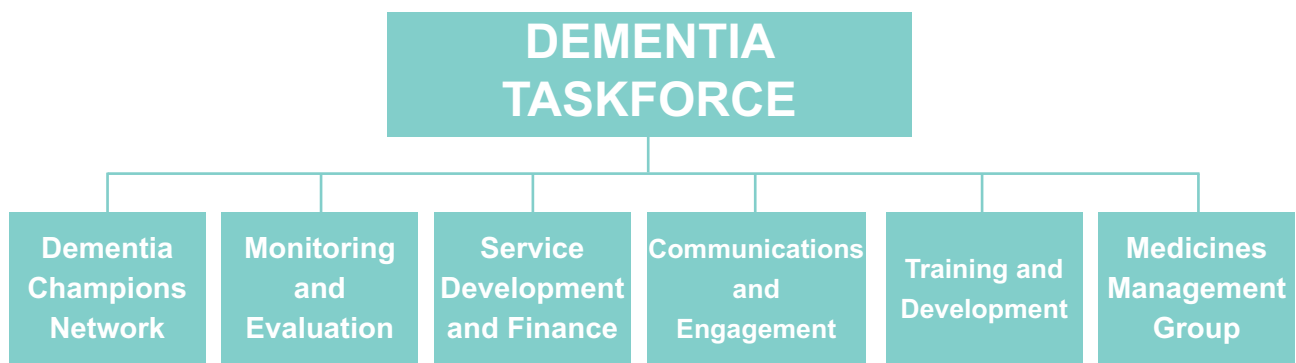 DEMENTIA
TASKFORCE
Dementia
Champions
Network
Monitoring
and
Evaluation
Service
Development
and Finance
Communications
and
Engagement
Training and
Development
Medicines
Management
Group